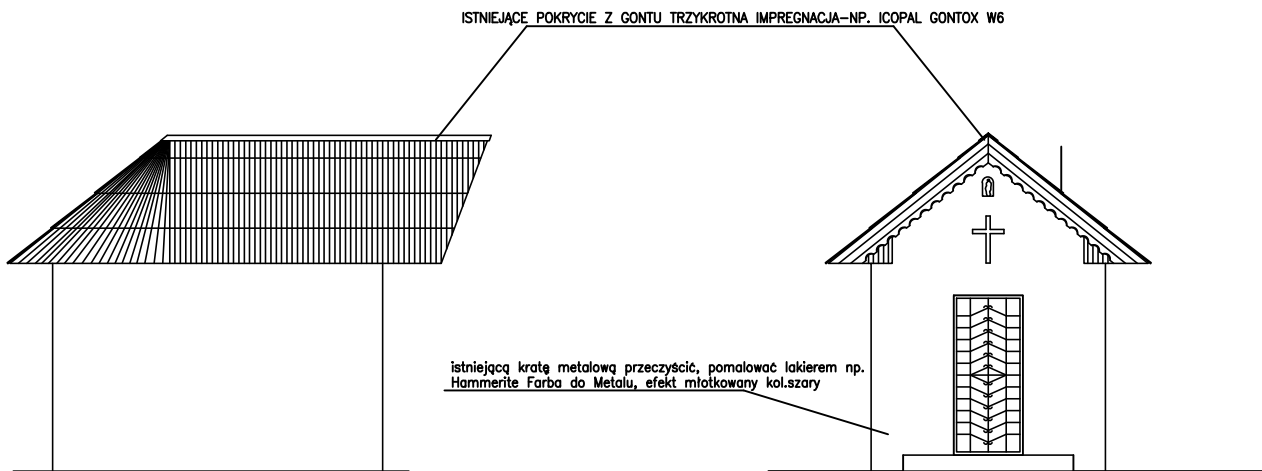 ISTNIEJĄCE POKRYCIE Z GONTU TRZYKROTNA IMPREGNACJA-NP. ICOPAL GONTOX W6
istniejącą kratę metalową przeczyścić, pomalować lakierem np.
Hammerite Farba do Metalu, efekt młotkowany kol.szary